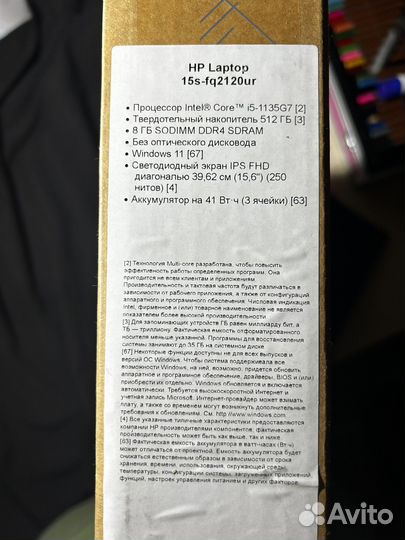 HP Laptop
15s-fq2120ur
• Процессор Intel® Core™ i5-1135G7 [2]
• Твердотельный накопитель 512 ГБ [3]
• 8 ГБ SODIMM DDR4 SDRAM
• Без оптического дисковода
• Windows 11 [67]
• Светодиодный экран IPS FHD
диагональю 39,62 см (15,6") (250
нитов) [4]
• Аккумулятор на 41 Вт·ч (3 ячейки) [63]
[2] Технология Multi-core разработана, чтобы повысить
эффективность работы определенных программ. Она
пригодится не всем клиентам и приложениям.
Производительность и тактовая частота будут различаться в
зависимости от рабочего приложения, а также от конфигураций
аппаратного и программного обеспечения. Числовая индикация
Intel, фирменное и (или) товарное наименование не является
показателем более высокой производительности
[3] Для запоминающих устройств ГБ равен миллиарду бит, а
ТБ — триллиону. Фактическая емкость отформатированного
носителя меньше указанной. Программы для восстановления
системы занимают до 35 ГБ на системном диске
[67] Некоторые функции доступны не для всех выпусков и
версий ОС Windows. Чтобы система поддерживала все
возможности Windows, на ней, возможно, придется обновить
аппаратное и программное обеспечение, драйверы, BIOS и (или)
приобрести их отдельно. Windows обновляется и включается
автоматически. Требуется высокоскоростной Интернет и
учетная запись Microsoft. Интернет-провайдер может взимать
плату, а также со временем могут возникнуть дополнительные
требования к обновлениям. См. http://www.windows.com
[4] Все указанные типичные характеристики предоставляются
компании HP производителями компонентов; фактическая
производительность может быть как выше, так и ниже
[63] Фактическая емкость аккумулятора в ватт-часах (Вт·ч)
может отличаться от проектной. Емкость аккумулятора будет
снижаться естественным образом в зависимости от срока
хранения, времени, использования, окружающей среды,
температуры, конфигурации системы, загруженных приложений,
функций, настроек управления питанием и других факторов
Avito